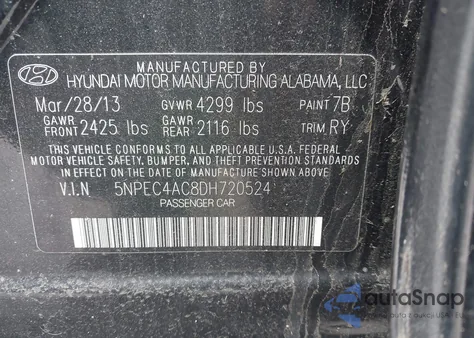 MANUFACTURED BY
HYUNDAI MOTOR MANUFACTURING ALABAMA, LLC
Mar/28/13 GVWR 4299 lbs PAINT 7B
GAWR FRONT 2425 lbs GAWR REAR 2116 lbs TRIM RY
THIS VEHICLE CONFORMS TO ALL APPLICABLE U.S.A. FEDERAL
MOTOR VEHICLE SAFETY, BUMPER, AND THEFT PREVENTION STANDARDS
IN EFFECT ON THE DATE OF MANUFACTURE SHOWN ABOVE.
V.I.N 5NPEC4AC8DH720524
PASSENGER CAR
autoSnap